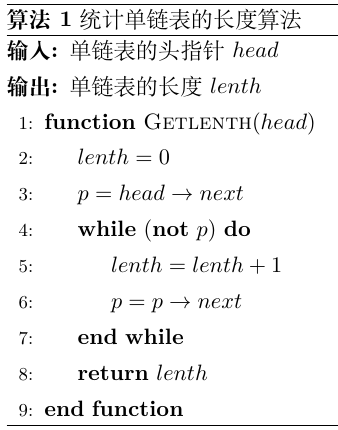 算法 1 统计单链表的长度算法
输入: 单链表的头指针 head
输出: 单链表的长度 lenth
1: function GETLENTH(head)
2: lenth = 0
3: p = head → next
4: while (not p) do
5: lenth = lenth + 1
6: p = p → next
7: end while
8: return lenth
9: end function